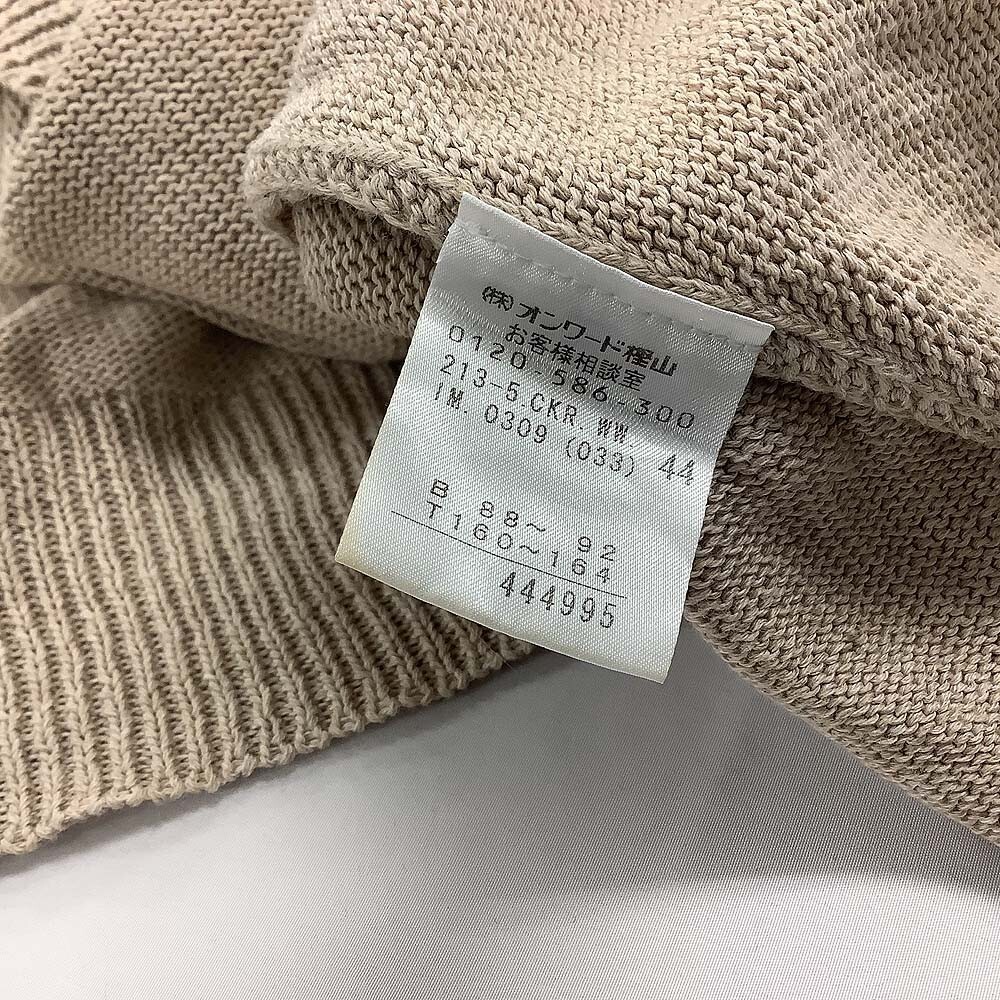 (株)オンワード樫山
お客様相談室
0120-586-300
213-5.CKR.WW.
IM. 0309 (033) 44
B 88～ 92
T160～164
444995